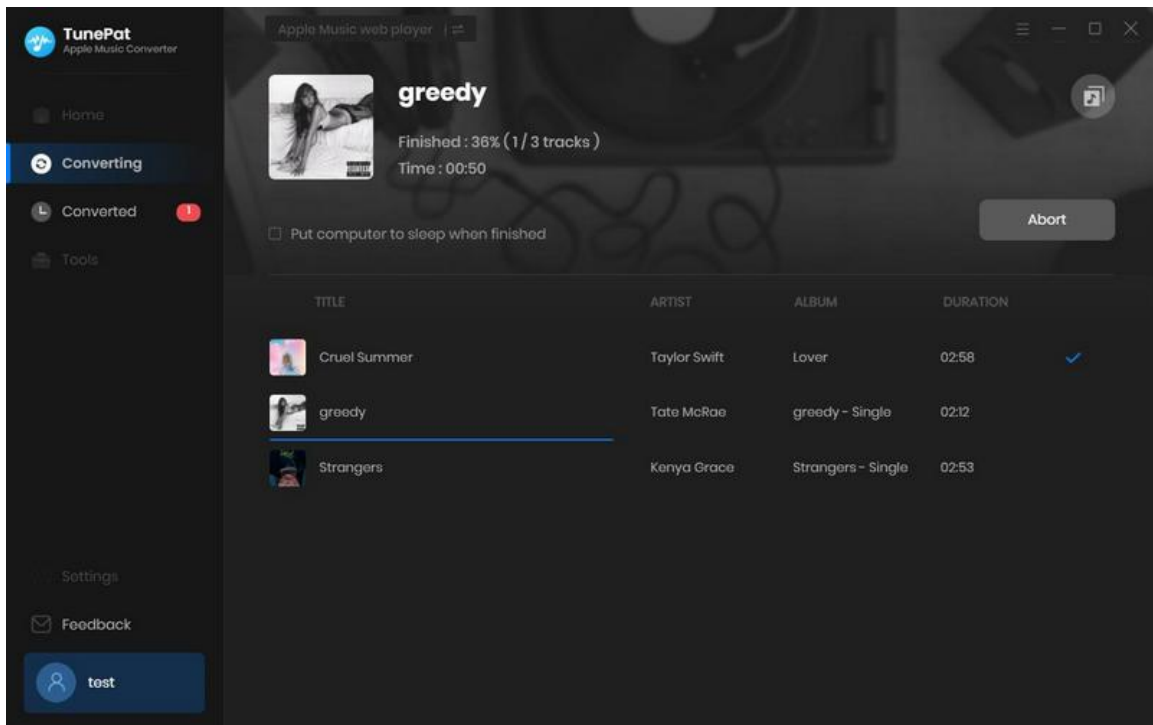 TunePat
Apple Music Converter
Apple Music web player
Home
greedy
Finished : 36% ( 1 / 3 tracks )
Converting
Time : 00:50
Converted 1
Abort
Put computer to sleep when finished
Tools
TITLE ARTIST ALBUM DURATION
Cruel Summer Taylor Swift Lover 02:58
greedy Tate McRae greedy - Single 02:12
Strangers Kenya Grace Strangers - Single 02:53
Settings
Feedback
test